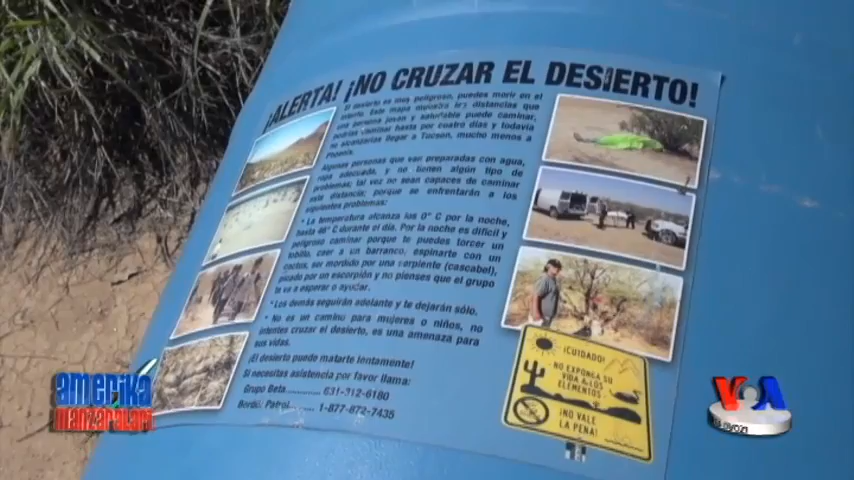 ¡ALERTA! ¡NO CRUZAR EL DESIERTO!
El desierto es muy peligroso, puedes morir en el
intento. Este mapa muestra las distancias que
una persona joven y saludable puede caminar,
podrías caminar hasta por cuatro días y todavía
no alcanzarías llegar a Tucson, mucho menos a
Phoenix.
Algunas personas que van preparadas con agua,
ropa adecuada, y no tienen algún tipo de
problemas; tal vez no sean capaces de caminar
esta distancia; porque se enfrentarán a los
siguientes problemas:
* La temperatura alcanza los 0° C por la noche,
hasta 48° C durante el día. Por la noche es difícil y
peligroso caminar porque te puedes torcer un
tobillo, caer a un barranco, espinarte con un
cactus, ser mordido por una serpiente (cascabel),
picado por un escorpión y no pienses que el grupo
te va a esperar o ayudar.
* Los demás seguirán adelante y te dejarán sólo.
* No es un camino para mujeres o niños, no
intentes cruzar el desierto, es una amenaza para
sus vidas.
¡El desierto puede matarte lentamente!
Si necesitas asistencia por favor llama:
Grupo Beta............... 631-312-6180
Border Patrol........ 1-877-872-7435
¡CUIDADO!
NO EXPONGA SU
VIDA A LOS
ELEMENTOS
¡NO VALE
LA PENA!
amerika
manzaralari
VOA